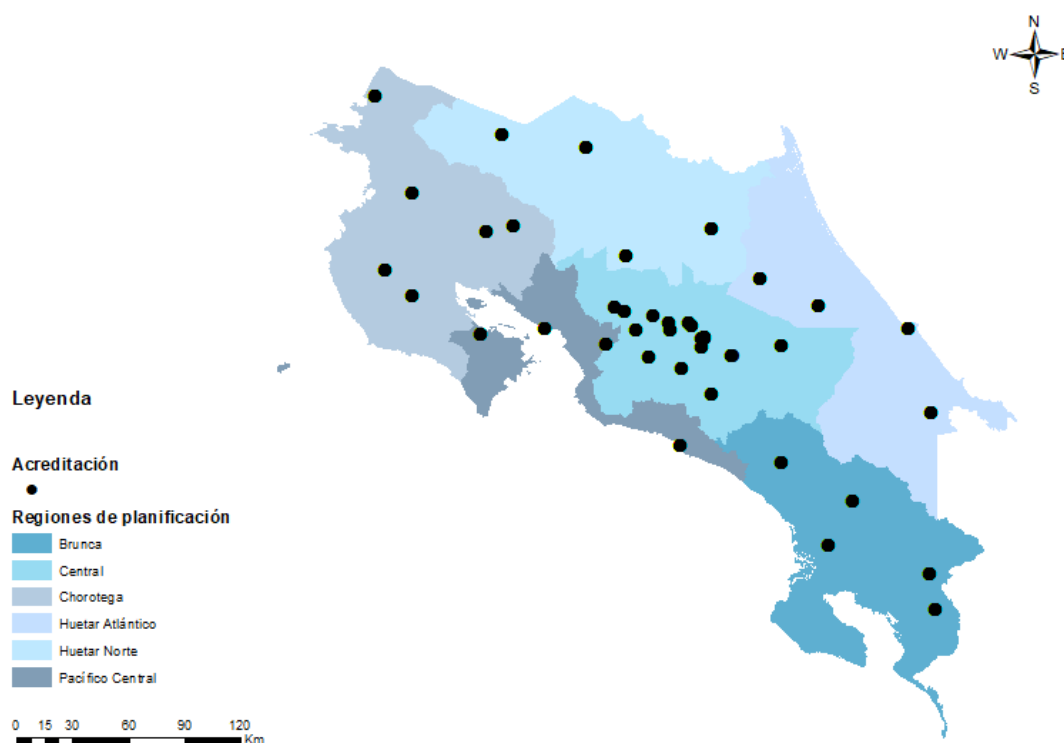 N
W E
S
Leyenda
Acreditación
Regiones de planificación
Brunca
Central
Chorotega
Huetar Atlántico
Huetar Norte
Pacífico Central
0 15 30 60 90 120
Km